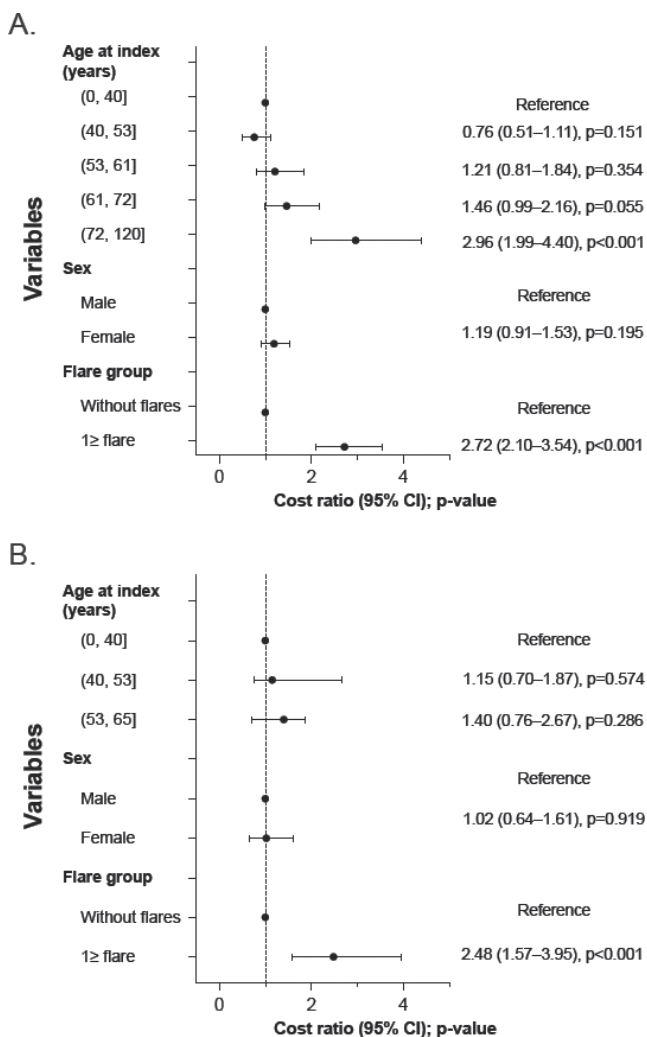 A.
Age at index
(years)
(0, 40]
Reference
(40, 53]
0.76 (0.51–1.11), p=0.151
(53, 61]
1.21 (0.81–1.84), p=0.354
(61, 72]
1.46 (0.99–2.16), p=0.055
(72, 120]
2.96 (1.99–4.40), p<0.001
Variables
Sex
Male
Reference
Female
1.19 (0.91–1.53), p=0.195
Flare group
Without flares
Reference
1≥ flare
2.72 (2.10–3.54), p<0.001
0 2 4
Cost ratio (95% CI); p-value
B.
Age at index
(years)
(0, 40]
Reference
(40, 53]
1.15 (0.70–1.87), p=0.574
(53, 65]
1.40 (0.76–2.67), p=0.286
Variables
Sex
Male
Reference
Female
1.02 (0.64–1.61), p=0.919
Flare group
Without flares
Reference
1≥ flare
2.48 (1.57–3.95), p<0.001
0 2 4
Cost ratio (95% CI); p-value